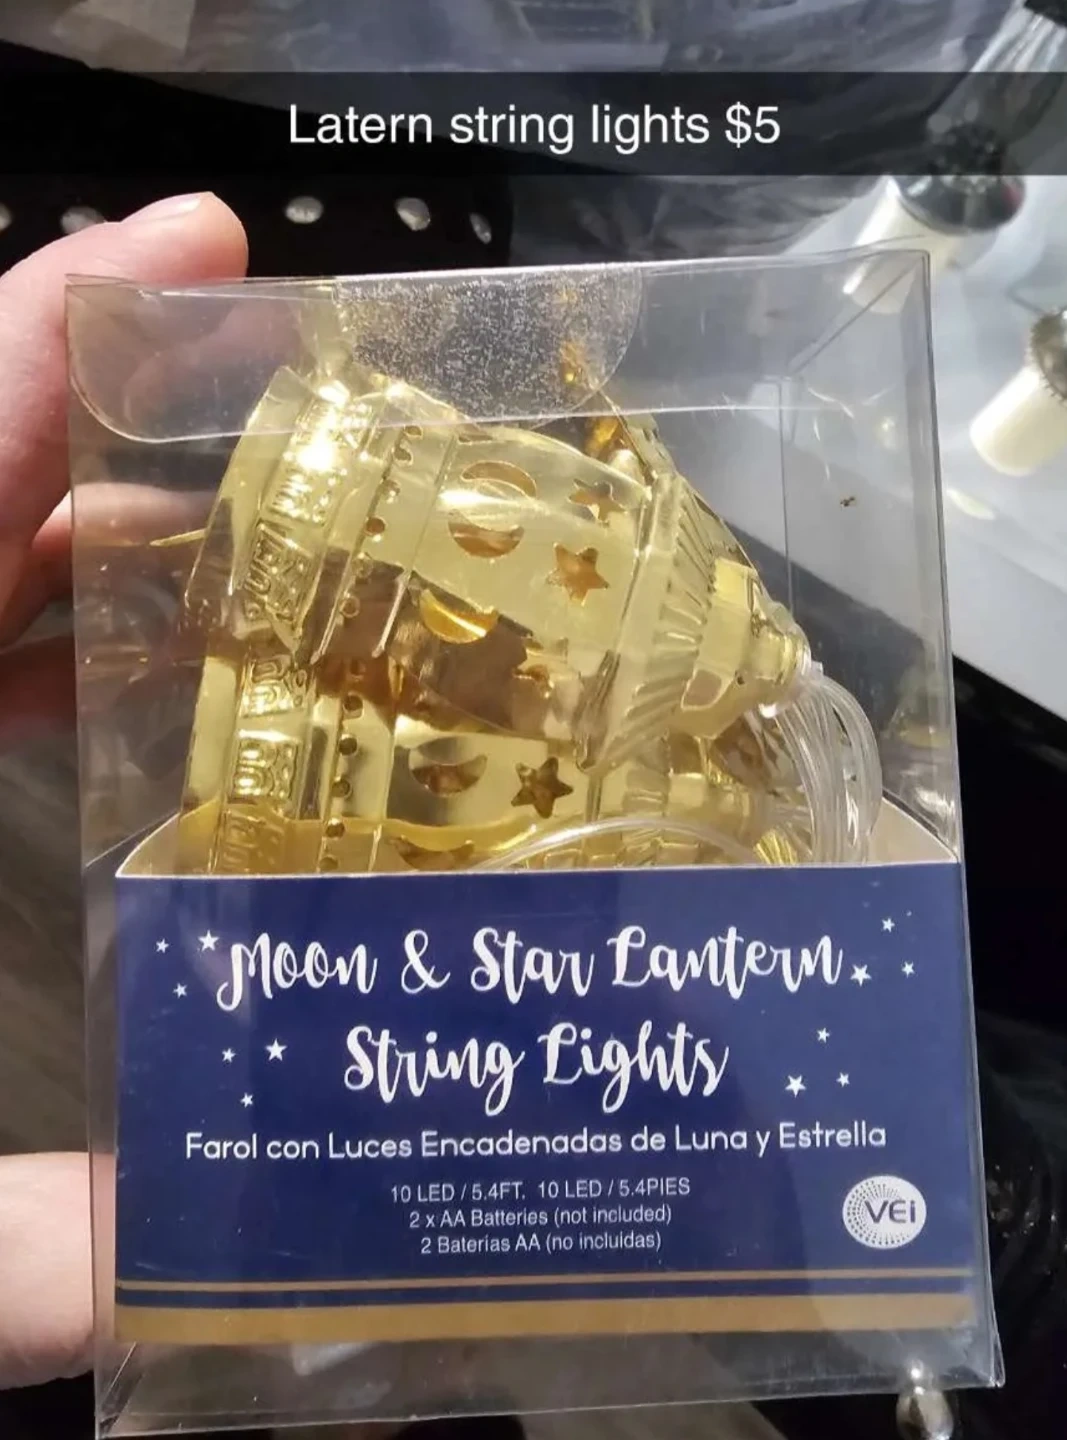 Latern string lights $5
Moon & Star Lantern
String Lights
Farol con Luces Encadenadas de Luna y Estrella
10 LED / 5.4FT. 10 LED / 5.4PIES
2 x AA Batteries (not included)
2 Baterias AA (no incluidas)
VEi